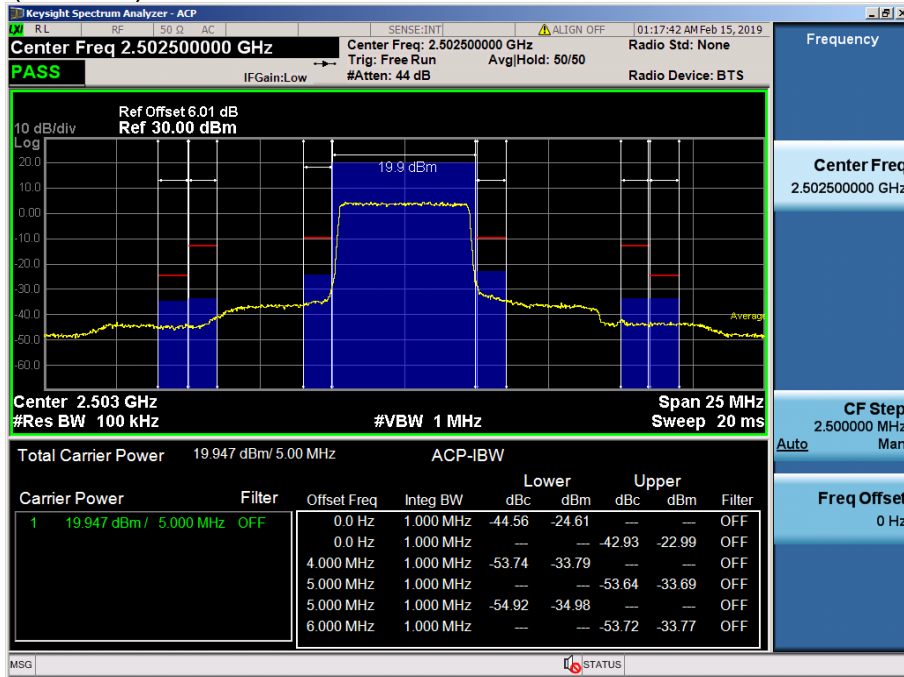 Keysight Spectrum Analyzer - ACP
LXI RL RF 50 Ω AC SENSE:INT ALIGN OFF 01:17:42 AM Feb 15, 2019
Center Freq 2.502500000 GHz
Center Freq: 2.502500000 GHz Radio Std: None
Trig: Free Run Avg|Hold: 50/50
PASS IFGain:Low #Atten: 44 dB Radio Device: BTS
Frequency
Ref Offset 6.01 dB
10 dB/div Ref 30.00 dBm
Log
20.0
19.9 dBm
10.0
0.00
-10.0
-20.0
-30.0
-40.0
Average
-50.0
-60.0
Center 2.503 GHz Span 25 MHz
#Res BW 100 kHz #VBW 1 MHz Sweep 20 ms
Center Freq
2.502500000 GHz
CF Step
2.500000 MHz
Auto Man
Freq Offset
0 Hz
Total Carrier Power 19.947 dBm/ 5.00 MHz ACP-IBW
Lower Upper
Carrier Power Filter Offset Freq Integ BW dBc dBm dBc dBm Filter
1 19.947 dBm / 5.000 MHz OFF 0.0 Hz 1.000 MHz -44.56 -24.61 --- --- OFF
0.0 Hz 1.000 MHz --- --- -42.93 -22.99 OFF
4.000 MHz 1.000 MHz -53.74 -33.79 --- --- OFF
5.000 MHz 1.000 MHz --- --- -53.64 -33.69 OFF
5.000 MHz 1.000 MHz -54.92 -34.98 --- --- OFF
6.000 MHz 1.000 MHz --- --- -53.72 -33.77 OFF
MSG STATUS